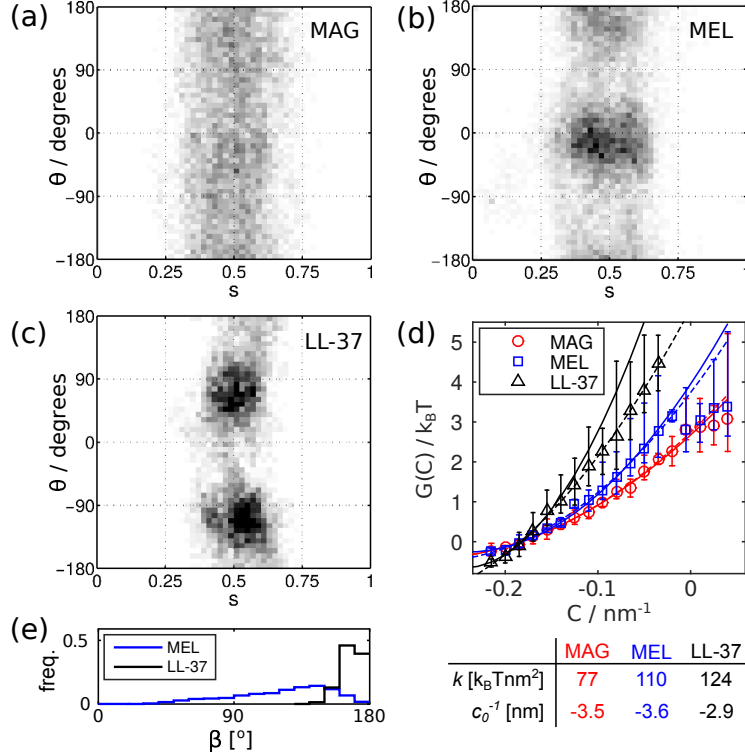 (a)
MAG
θ / degrees
180
90
0
−90
−180
0
0.25
0.5
0.75
1
s
(b)
MEL
θ / degrees
180
90
0
−90
−180
0
0.25
0.5
0.75
1
s
(c)
LL-37
θ / degrees
180
90
0
−90
−180
0
0.25
0.5
0.75
1
s
(d)
MAG
MEL
LL-37
G(C) / kBT
5
4
3
2
1
0
-0.2
-0.1
0
C / nm-1
(e)
MEL
LL-37
freq.
0.5
0
0
90
180
β [º]
MAG MEL LL-37
k [kBTnm2] 77 110 124
c0-1 [nm] -3.5 -3.6 -2.9